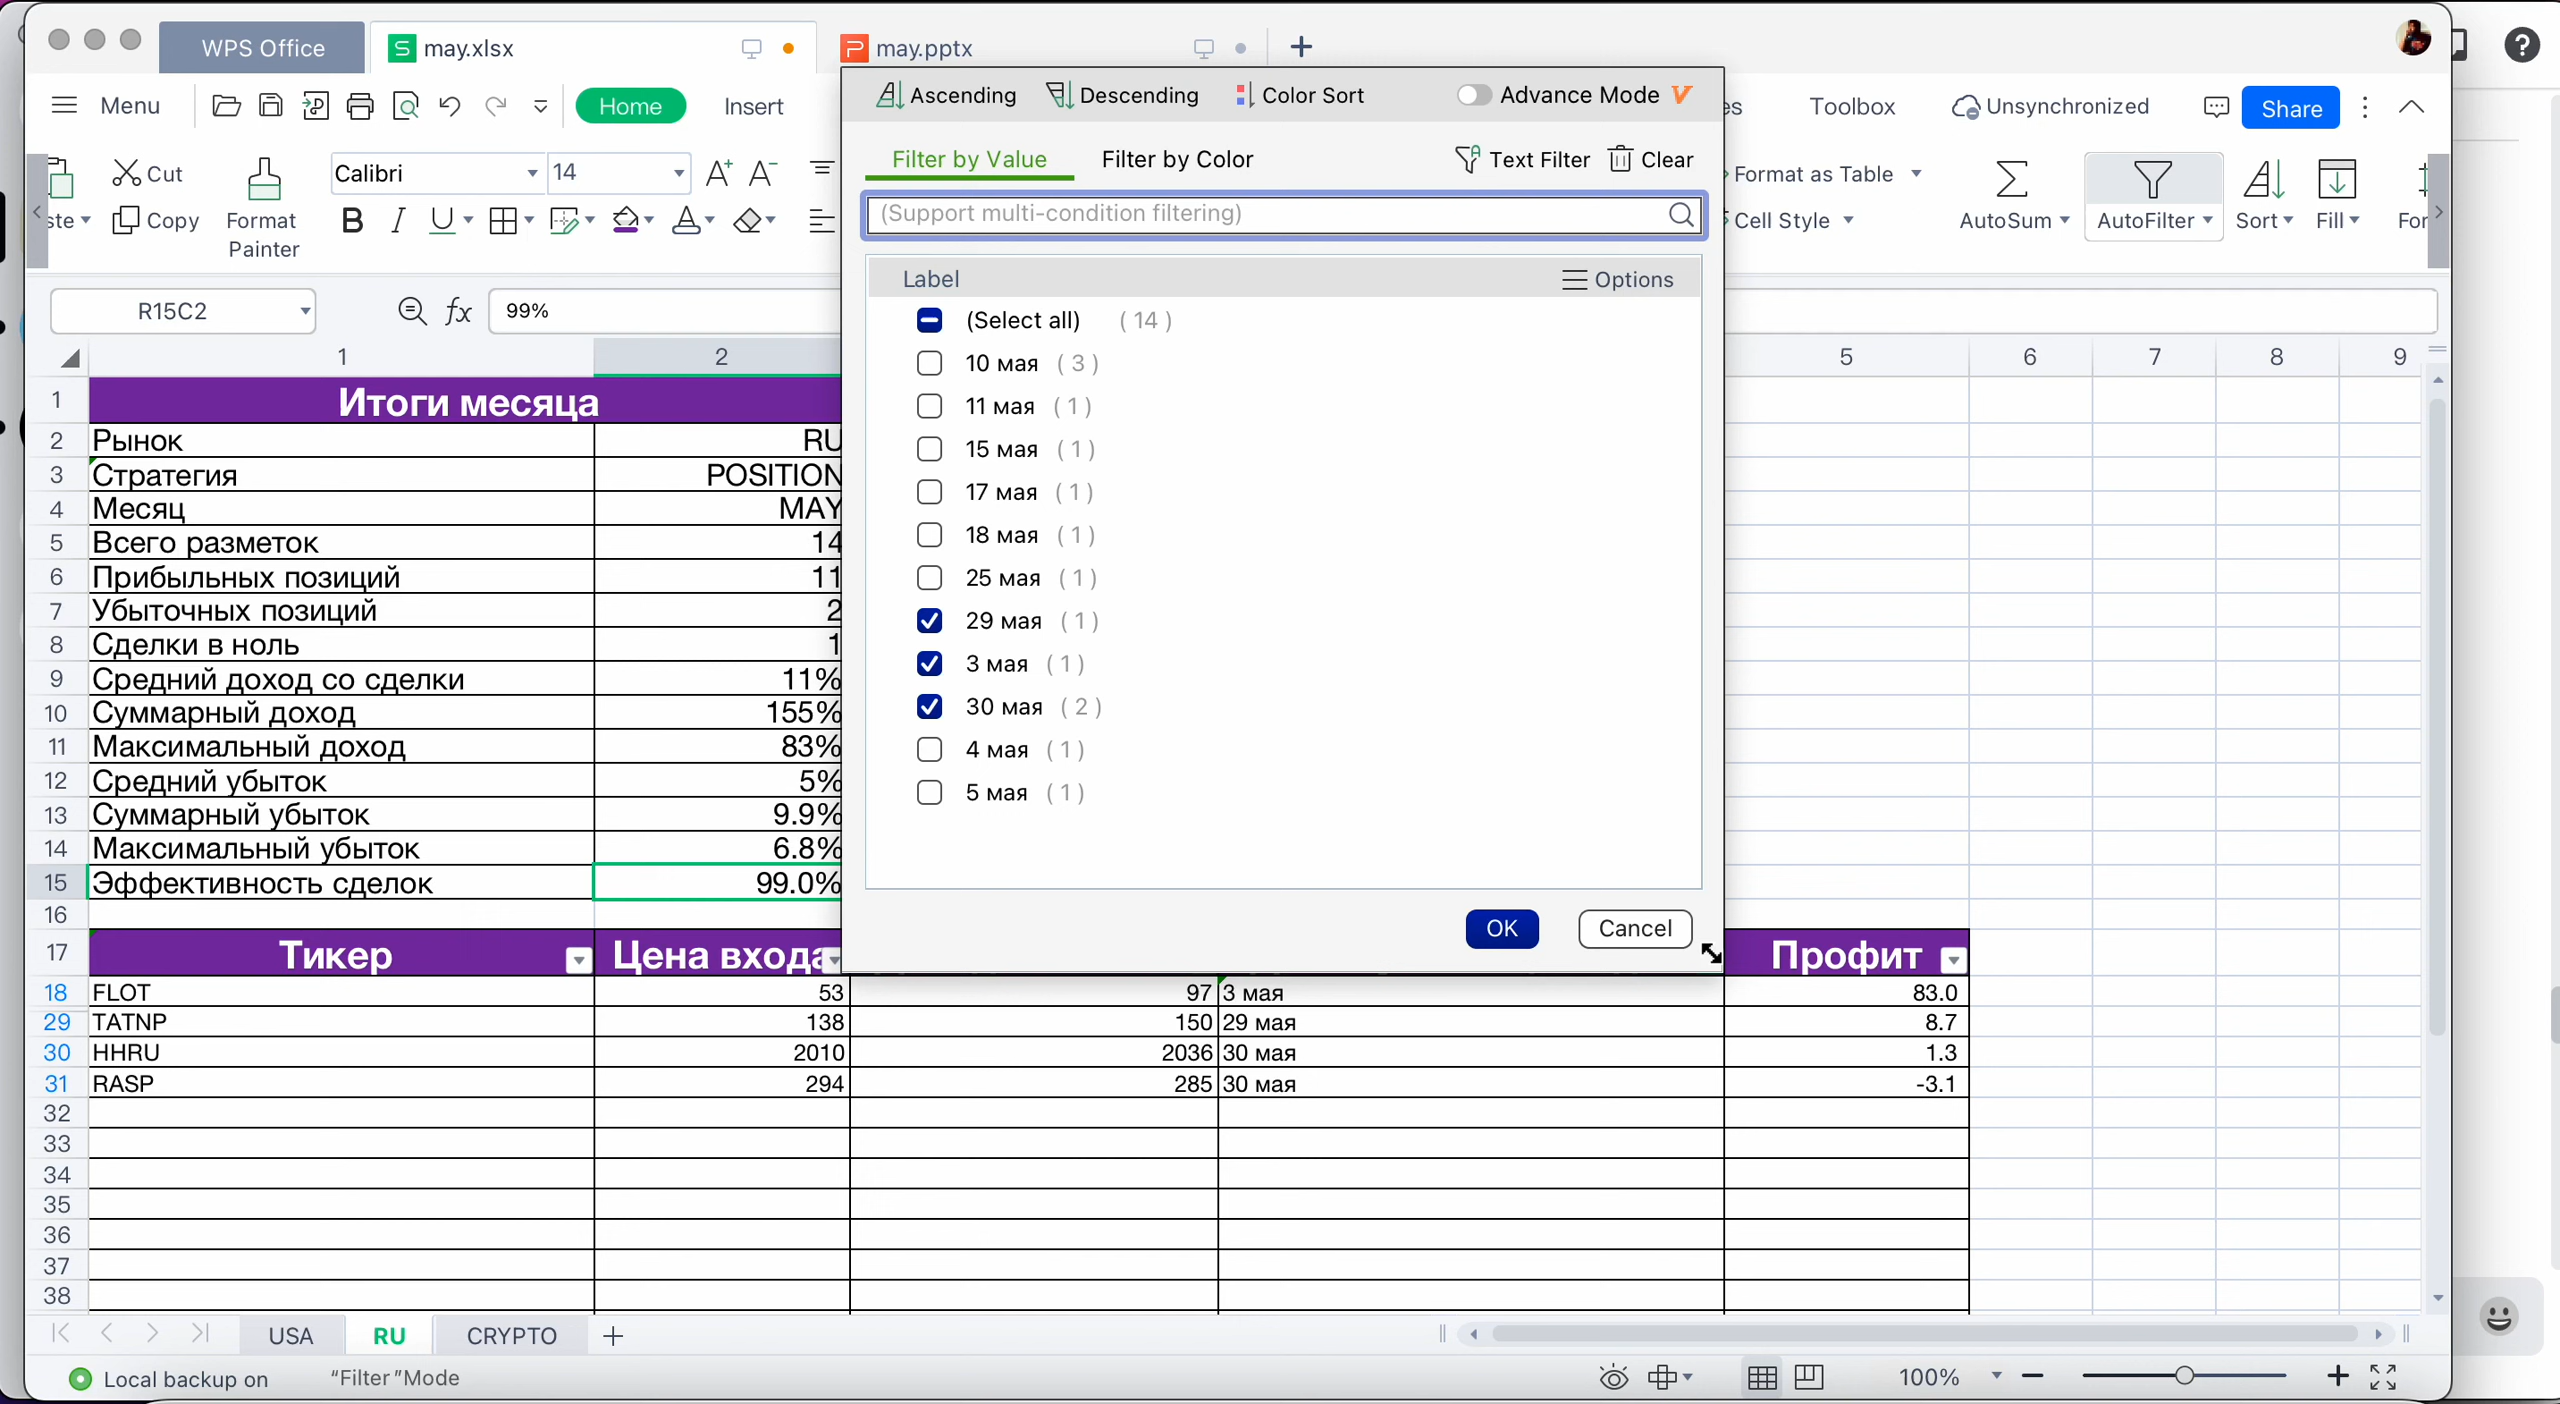 WPS Office
may.xlsx
may.pptx
Menu
Home
Insert
Toolbox
Unsynchronized
Share
Ascending
Descending
Color Sort
Advance Mode
Cut
Copy
Format
Painter
Calibri
14
Format as Table
Cell Style
AutoSum
AutoFilter
Sort
Fill
Filter by Value
Filter by Color
Text Filter
Clear
(Support multi-condition filtering)
R15C2
fx
99%
Label
Options
(Select all) ( 14 )
10 мая ( 3 )
11 мая ( 1 )
15 мая ( 1 )
17 мая ( 1 )
18 мая ( 1 )
25 мая ( 1 )
29 мая ( 1 )
3 мая ( 1 )
30 мая ( 2 )
4 мая ( 1 )
5 мая ( 1 )
OK
Cancel
1 2 5 6 7 8 9
1 Итоги месяца
2 Рынок RU
3 Стратегия POSITION
4 Месяц MAY
5 Всего разметок 14
6 Прибыльных позиций 11
7 Убыточных позиций 2
8 Сделки в ноль 1
9 Средний доход со сделки 11%
10 Суммарный доход 155%
11 Максимальный доход 83%
12 Средний убыток 5%
13 Суммарный убыток 9.9%
14 Максимальный убыток 6.8%
15 Эффективность сделок 99.0%
16
17 Тикер Цена входа Профит
18 FLOT 53 97 3 мая 83.0
29 TATNP 138 150 29 мая 8.7
30 HHRU 2010 2036 30 мая 1.3
31 RASP 294 285 30 мая -3.1
32
33
34
35
36
37
38
USA
RU
CRYPTO
Local backup on
“Filter”Mode
100%